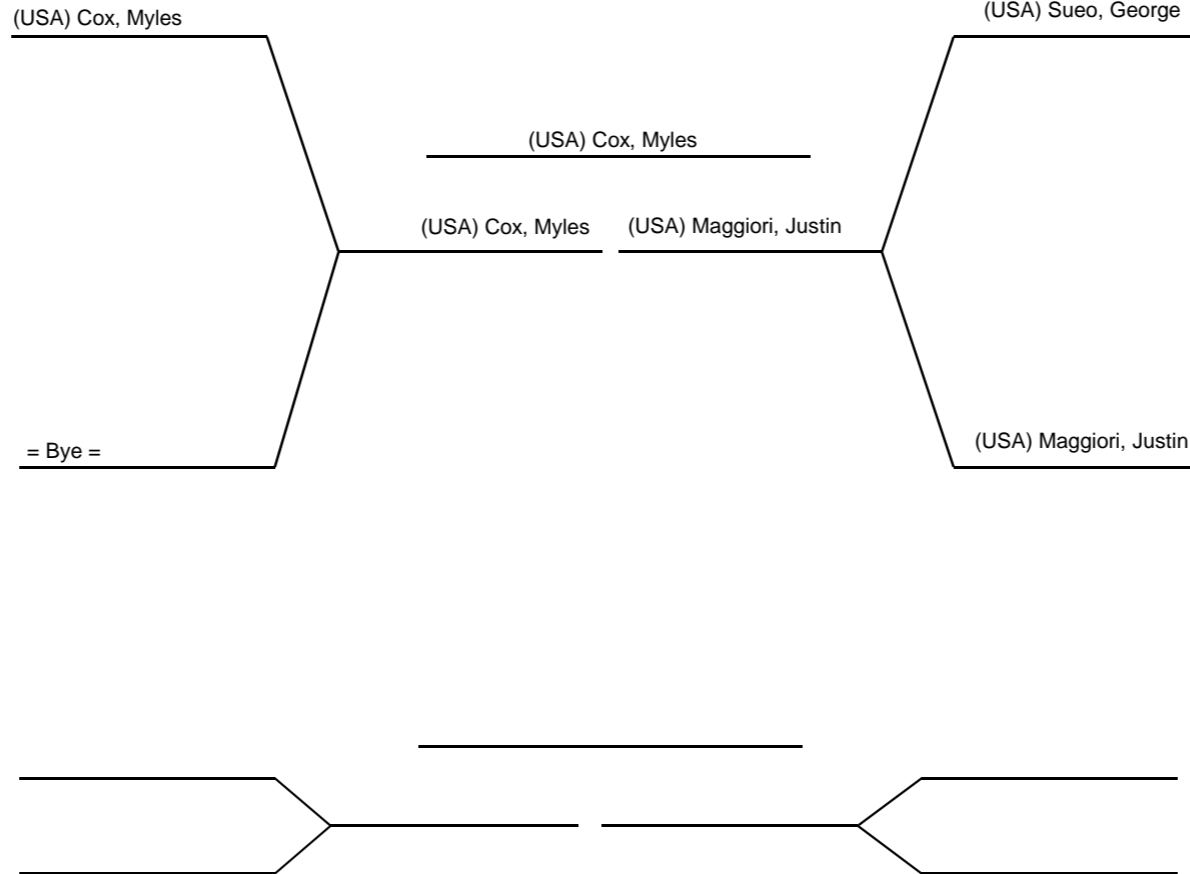 (USA) Cox, Myles
(USA) Sueo, George
(USA) Cox, Myles
(USA) Cox, Myles
(USA) Maggiori, Justin
= Bye =
(USA) Maggiori, Justin